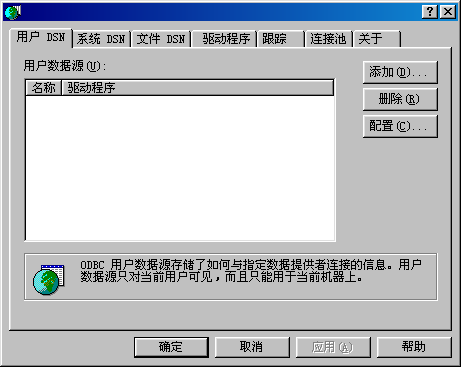 用户 DSN 系统 DSN 文件 DSN 驱动程序 跟踪 连接池 关于
用户数据源(U):
名称 驱动程序
添加(D)...
删除(R)
配置(C)...
ODBC 用户数据源存储了如何与指定数据提供者连接的信息。用户
数据源只对当前用户可见，而且只能用于当前机器上。
确定 取消 应用(A) 帮助